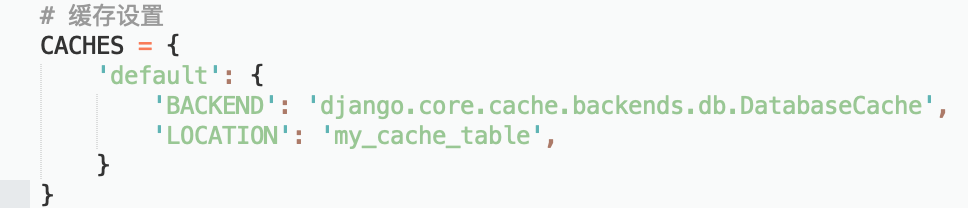 # 缓存设置
CACHES = {
    'default': {
        'BACKEND': 'django.core.cache.backends.db.DatabaseCache',
        'LOCATION': 'my_cache_table',
    }
}